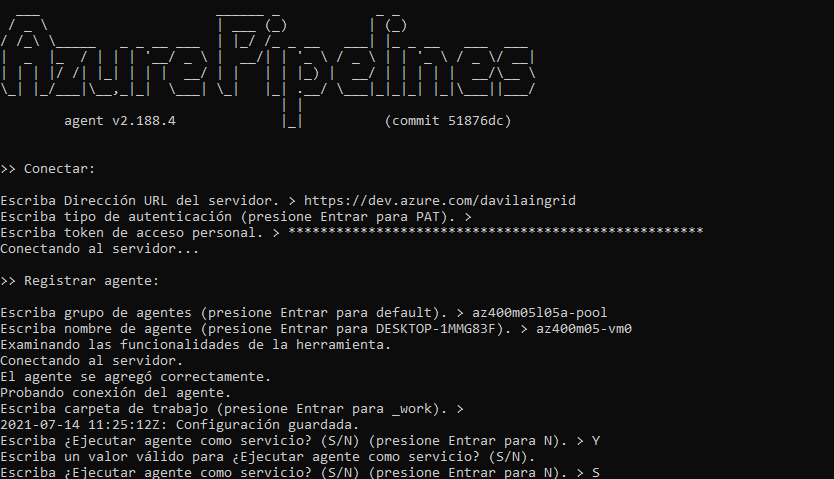 Azure Pipelines
agent v2.188.4 (commit 51876dc)
>> Conectar:
Escriba Dirección URL del servidor. > https://dev.azure.com/davilaingrid
Escriba tipo de autenticación (presione Entrar para PAT). >
Escriba token de acceso personal. > ****************************************************
Conectando al servidor...
>> Registrar agente:
Escriba grupo de agentes (presione Entrar para default). > az400m05l05a-pool
Escriba nombre de agente (presione Entrar para DESKTOP-1MMG83F). > az400m05-vm0
Examinando las funcionalidades de la herramienta.
Conectando al servidor.
El agente se agregó correctamente.
Probando conexión del agente.
Escriba carpeta de trabajo (presione Entrar para _work). >
2021-07-14 11:25:12Z: Configuración guardada.
Escriba ¿Ejecutar agente como servicio? (S/N) (presione Entrar para N). > Y
Escriba un valor válido para ¿Ejecutar agente como servicio? (S/N).
Escriba ¿Ejecutar agente como servicio? (S/N) (presione Entrar para N). > S